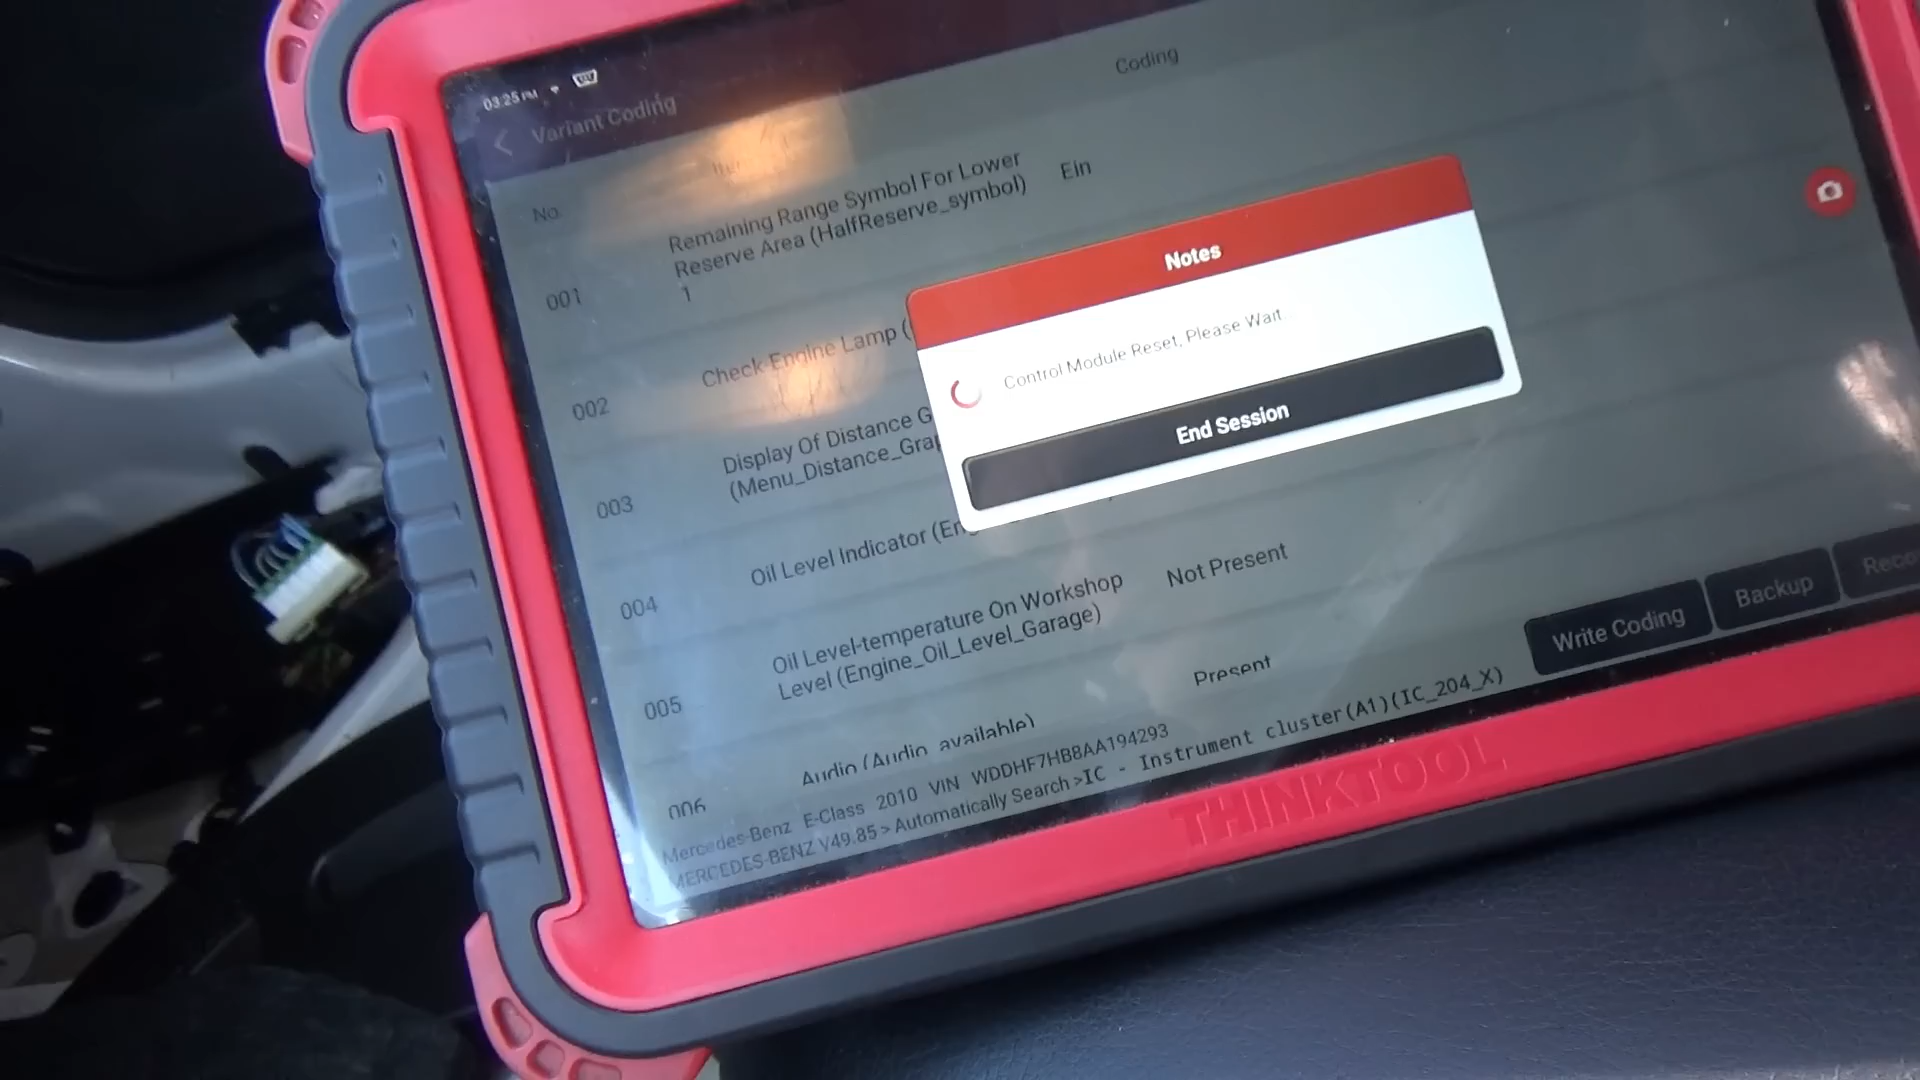 03:25 PM
Variant Coding
No.
Coding
001
Remaining Range Symbol For Lower
Reserve Area (HalfReserve_symbol)
1
Ein
002
Check Engine Lamp (
003
Display Of Distance G
(Menu_Distance_Grap
004
Oil Level Indicator (En
005
Oil Level-temperature On Workshop
Level (Engine_Oil_Level_Garage)
Not Present
006
Audio (Audio_available)
Present
Notes
Control Module Reset, Please Wait
End Session
Write Coding
Backup
Reco
Mercedes-Benz E-Class 2010 VIN WDDHF7HB8AA194293
MERCEDES-BENZ V49.85 > Automatically Search >IC - Instrument cluster(A1)(IC_204_X)
THINKTOOL